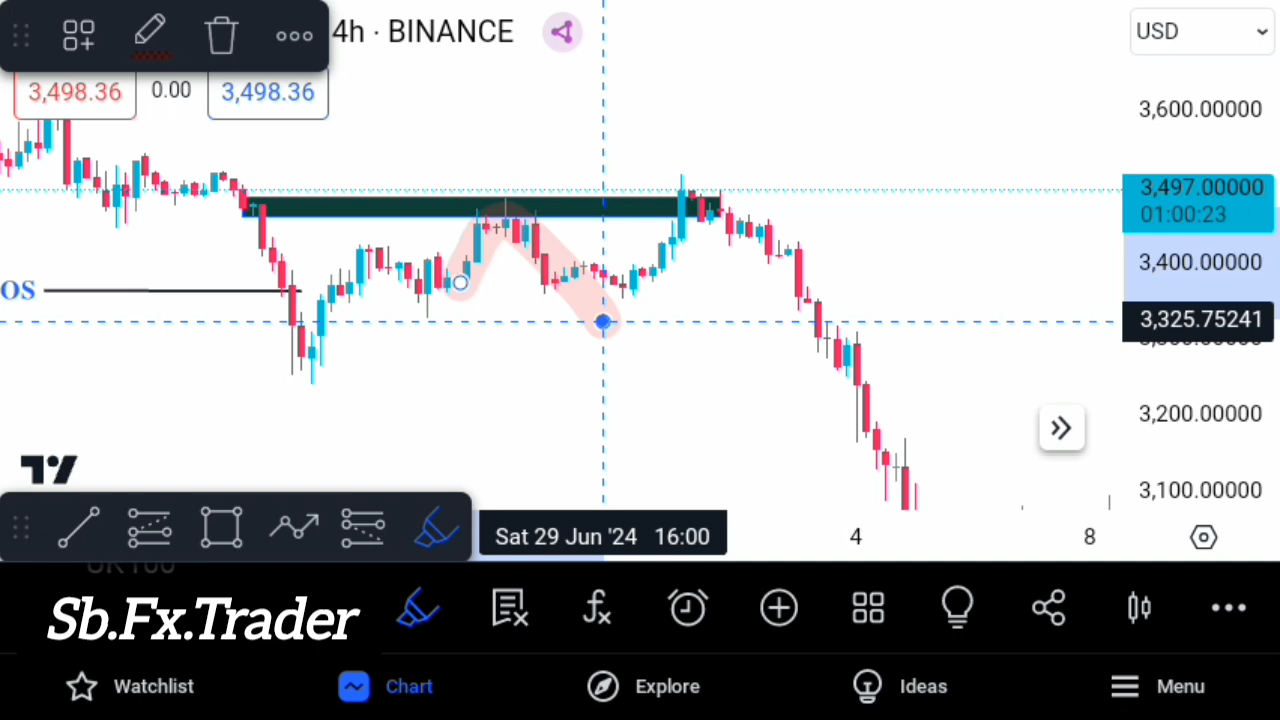 4h · BINANCE
USD
3,498.36
0.00
3,498.36
3,600.00000
3,497.00000
01:00:23
3,400.00000
OS
3,325.75241
3,200.00000
3,100.00000
Sat 29 Jun '24 16:00
4
8
Sb.Fx.Trader
Watchlist
Chart
Explore
Ideas
Menu